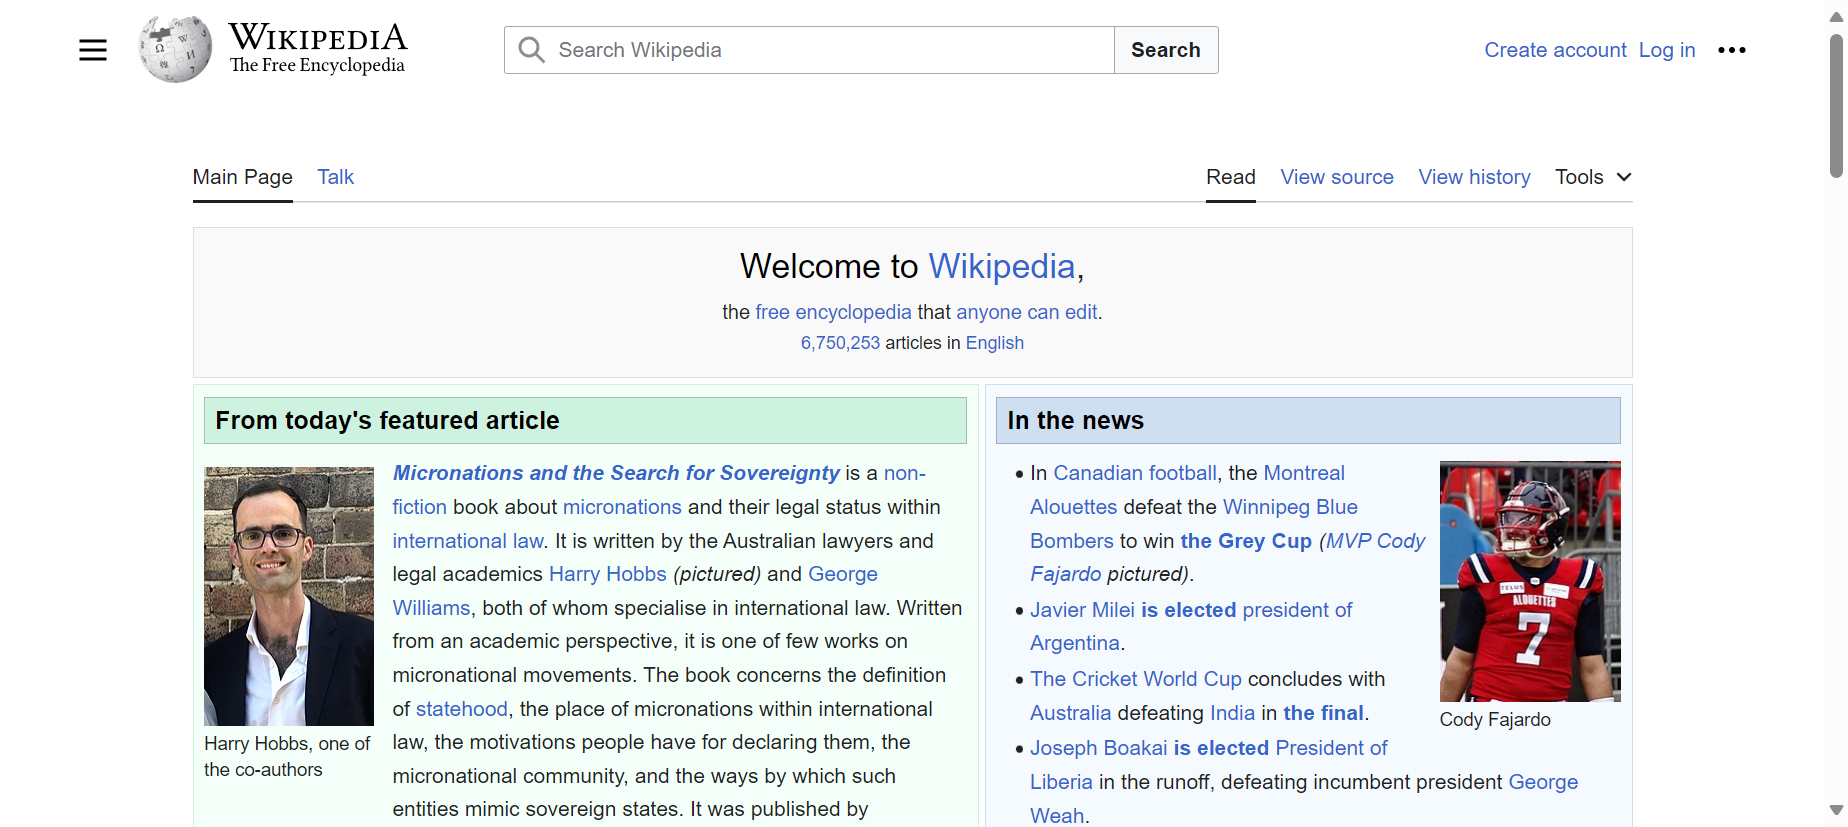 WIKIPEDIA
The Free Encyclopedia
Search Wikipedia
Search
Create account Log in
Main Page Talk
Read View source View history Tools
Welcome to Wikipedia,
the free encyclopedia that anyone can edit.
6,750,253 articles in English
From today's featured article
Harry Hobbs, one of
the co-authors
Micronations and the Search for Sovereignty is a non-
fiction book about micronations and their legal status within
international law. It is written by the Australian lawyers and
legal academics Harry Hobbs (pictured) and George
Williams, both of whom specialise in international law. Written
from an academic perspective, it is one of few works on
micronational movements. The book concerns the definition
of statehood, the place of micronations within international
law, the motivations people have for declaring them, the
micronational community, and the ways by which such
entities mimic sovereign states. It was published by
In the news
In Canadian football, the Montreal
Alouettes defeat the Winnipeg Blue
Bombers to win the Grey Cup (MVP Cody
Fajardo pictured).
Javier Milei is elected president of
Argentina.
The Cricket World Cup concludes with
Australia defeating India in the final.
Joseph Boakai is elected President of
Liberia in the runoff, defeating incumbent president George
Weah.
TELUS
ALOUETTES
7
Cody Fajardo